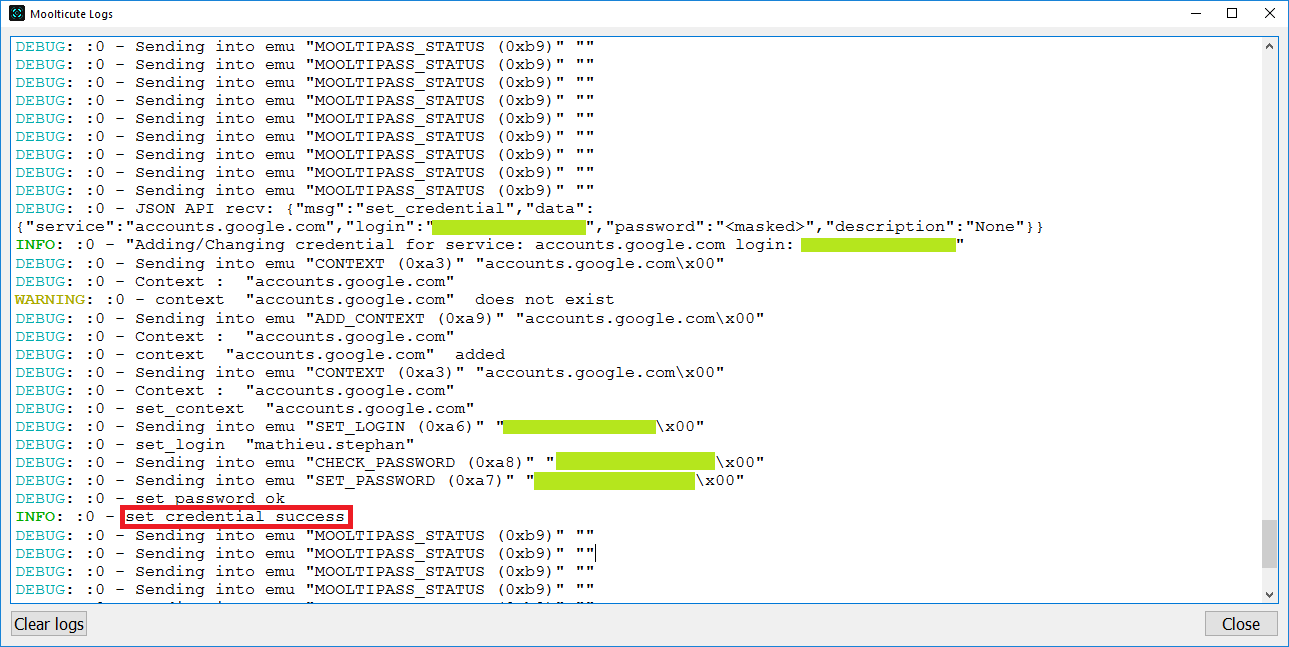 Moolticute Logs
DEBUG: :0 - Sending into emu "MOOLTIPASS_STATUS (0xb9)" ""
DEBUG: :0 - Sending into emu "MOOLTIPASS_STATUS (0xb9)" ""
DEBUG: :0 - Sending into emu "MOOLTIPASS_STATUS (0xb9)" ""
DEBUG: :0 - Sending into emu "MOOLTIPASS_STATUS (0xb9)" ""
DEBUG: :0 - Sending into emu "MOOLTIPASS_STATUS (0xb9)" ""
DEBUG: :0 - Sending into emu "MOOLTIPASS_STATUS (0xb9)" ""
DEBUG: :0 - Sending into emu "MOOLTIPASS_STATUS (0xb9)" ""
DEBUG: :0 - Sending into emu "MOOLTIPASS_STATUS (0xb9)" ""
DEBUG: :0 - Sending into emu "MOOLTIPASS_STATUS (0xb9)" ""
DEBUG: :0 - JSON API recv: {"msg":"set_credential","data":
{"service":"accounts.google.com","login":"","password":"<masked>","description":"None"}}
INFO: :0 - "Adding/Changing credential for service: accounts.google.com login: "
DEBUG: :0 - Sending into emu "CONTEXT (0xa3)" "accounts.google.com\x00"
DEBUG: :0 - Context : "accounts.google.com"
WARNING: :0 - context "accounts.google.com" does not exist
DEBUG: :0 - Sending into emu "ADD_CONTEXT (0xa9)" "accounts.google.com\x00"
DEBUG: :0 - Context : "accounts.google.com"
DEBUG: :0 - context "accounts.google.com" added
DEBUG: :0 - Sending into emu "CONTEXT (0xa3)" "accounts.google.com\x00"
DEBUG: :0 - Context : "accounts.google.com"
DEBUG: :0 - set_context "accounts.google.com"
DEBUG: :0 - Sending into emu "SET_LOGIN (0xa6)" "\x00"
DEBUG: :0 - set_login "mathieu.stephan"
DEBUG: :0 - Sending into emu "CHECK_PASSWORD (0xa8)" "\x00"
DEBUG: :0 - Sending into emu "SET_PASSWORD (0xa7)" "\x00"
DEBUG: :0 - set password ok
INFO: :0 - set credential success
DEBUG: :0 - Sending into emu "MOOLTIPASS_STATUS (0xb9)" ""
DEBUG: :0 - Sending into emu "MOOLTIPASS_STATUS (0xb9)" ""
DEBUG: :0 - Sending into emu "MOOLTIPASS_STATUS (0xb9)" ""
DEBUG: :0 - Sending into emu "MOOLTIPASS_STATUS (0xb9)" ""
Clear logs
Close